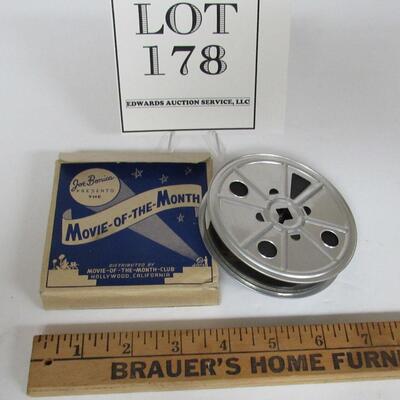 LOT
178
EDWARDS AUCTION SERVICE, LLC
Joe Bonica
PRESENTS
THE
MOVIE-OF-THE-MONTH
DISTRIBUTED BY
MOVIE-OF-THE-MONTH-CLUB
HOLLYWOOD, CALIFORNIA
1 2 3 4 5 6 7 8
BRAUER'S HOME FURN